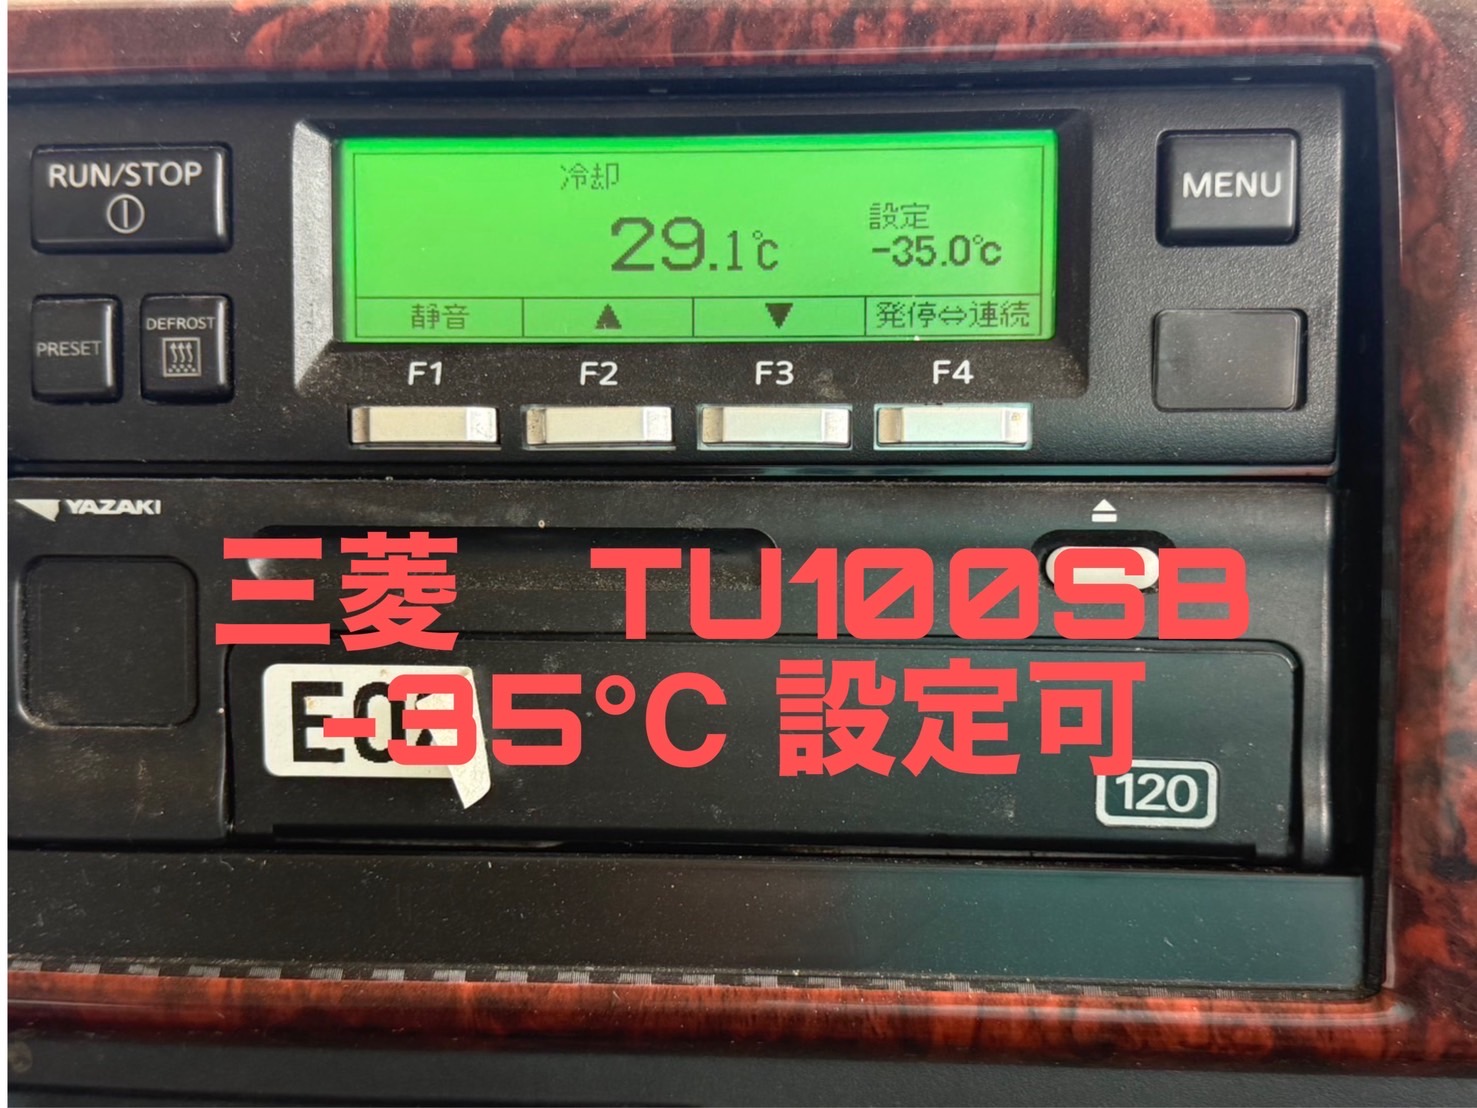 RUN/STOP
MENU
PRESET
DEFROST
冷却
29.1℃
設定
-35.0℃
静音 ▲ ▼ 発停⇔連続
F1 F2 F3 F4
YAZAKI
三菱 TU100SB
-35℃ 設定可
120